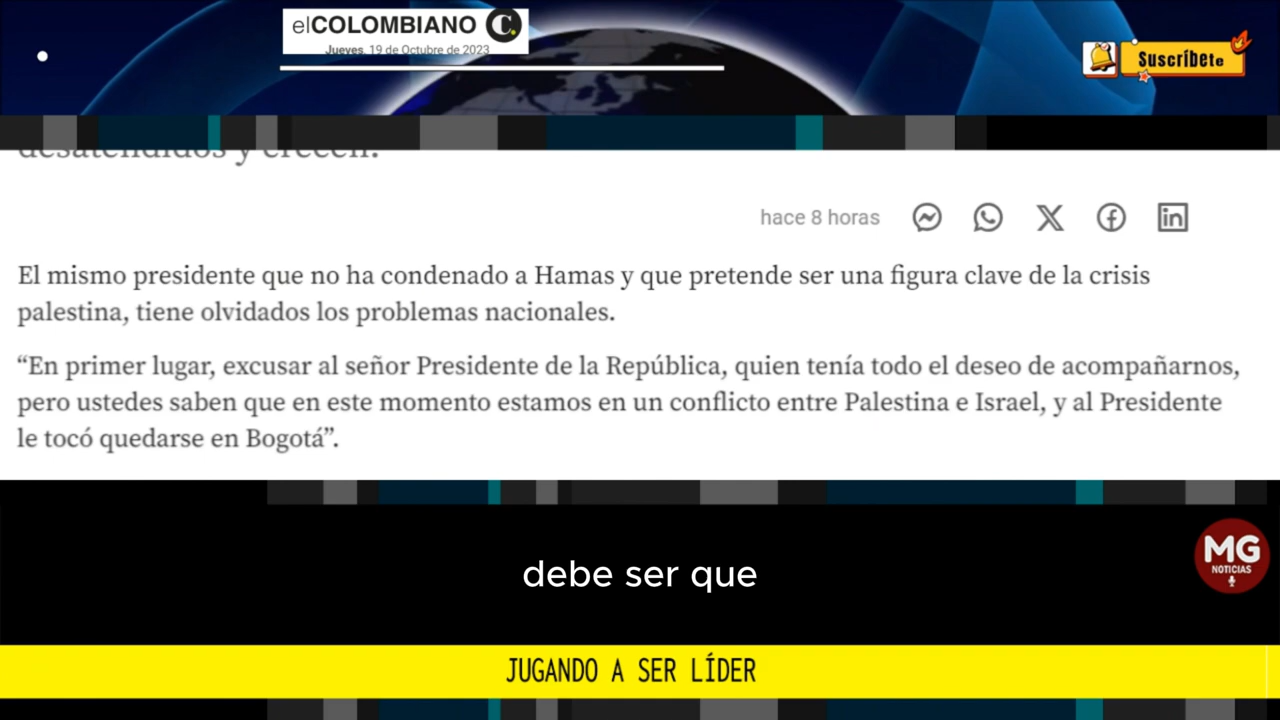 elCOLOMBIANO C.
Jueves, 19 de Octubre de 2023
Suscríbete
desatendidos y crecen.
hace 8 horas
El mismo presidente que no ha condenado a Hamas y que pretende ser una figura clave de la crisis
palestina, tiene olvidados los problemas nacionales.
“En primer lugar, excusar al señor Presidente de la República, quien tenía todo el deseo de acompañarnos,
pero ustedes saben que en este momento estamos en un conflicto entre Palestina e Israel, y al Presidente
le tocó quedarse en Bogotá”.
debe ser que
MG
NOTICIAS
JUGANDO A SER LÍDER